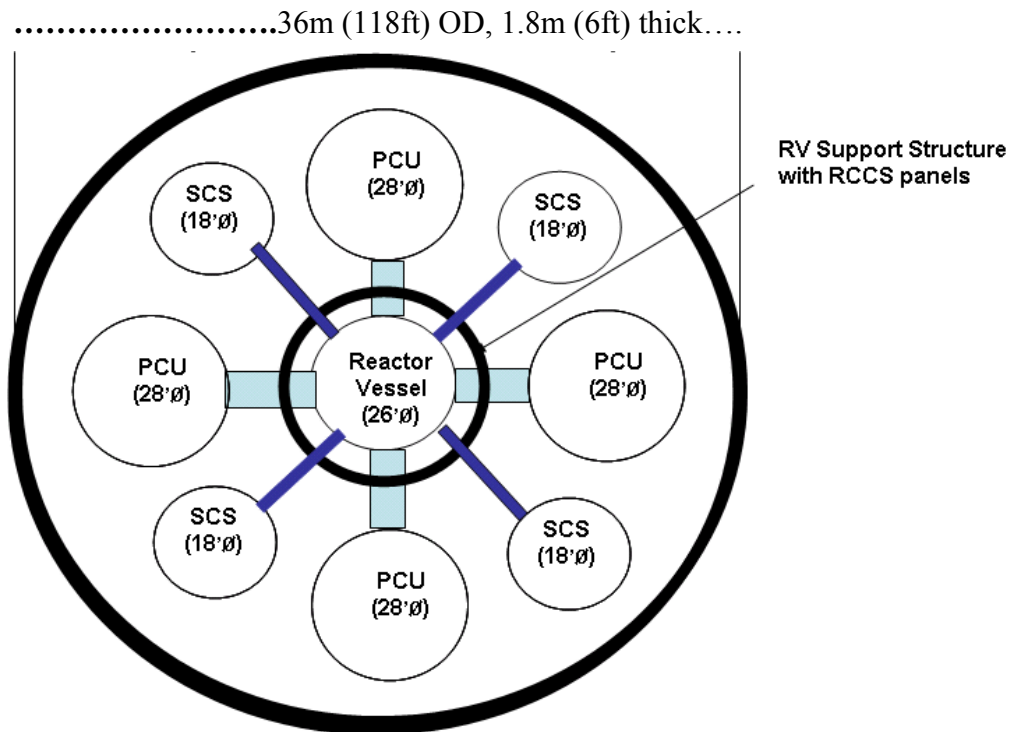 ........................36m (118ft) OD, 1.8m (6ft) thick….
RV Support Structure
with RCCS panels
PCU
(28'Ø)
SCS
(18'Ø)
SCS
(18'Ø)
PCU
(28'Ø)
Reactor
Vessel
(26'Ø)
PCU
(28'Ø)
SCS
(18'Ø)
SCS
(18'Ø)
PCU
(28'Ø)